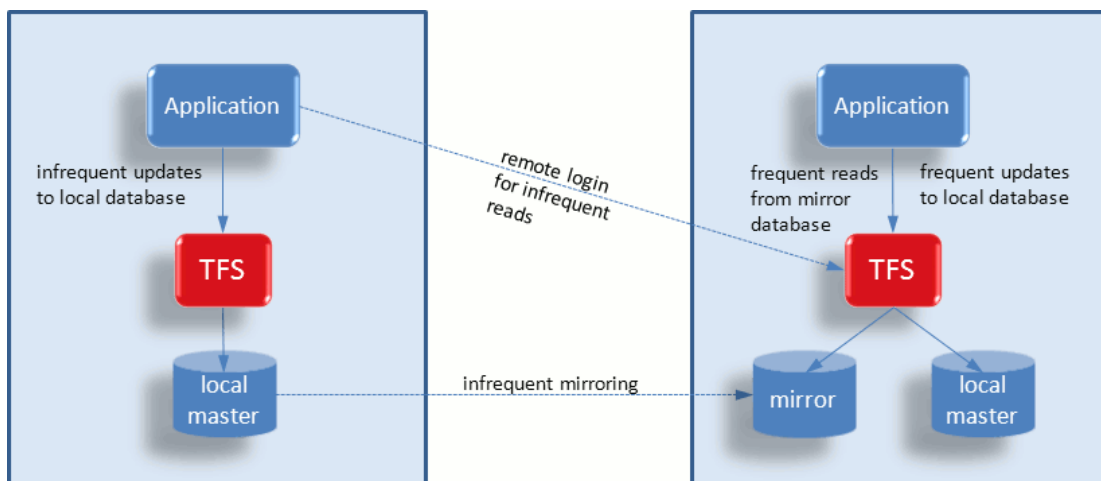 Application
infrequent updates
to local database
TFS
local
master
remote login
for infrequent
reads
infrequent mirroring
Application
frequent reads
from mirror
database
frequent updates
to local database
TFS
mirror
local
master